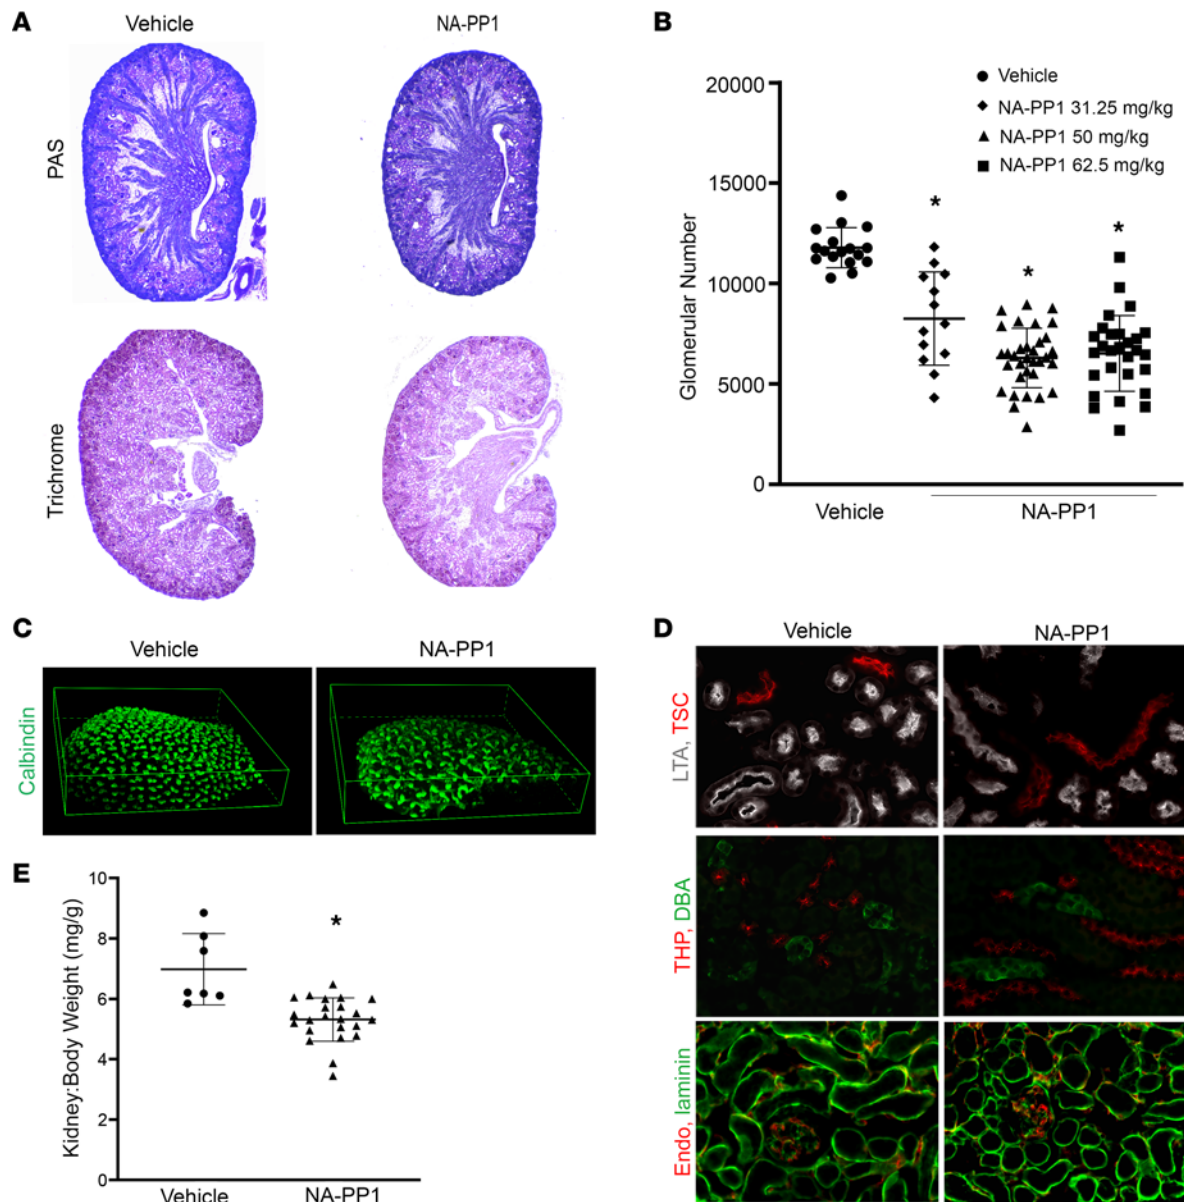 A
Vehicle
NA-PP1
PAS
Trichrome
B
Vehicle
NA-PP1 31.25 mg/kg
NA-PP1 50 mg/kg
NA-PP1 62.5 mg/kg
Glomerular Number
20000
15000
10000
5000
0
*
*
*
Vehicle
NA-PP1
C
Vehicle
NA-PP1
Calbindin
D
Vehicle
NA-PP1
LTA, TSC
THP, DBA
Endo, laminin
E
Kidney:Body Weight (mg/g)
10
8
6
4
2
0
*
Vehicle
NA-PP1